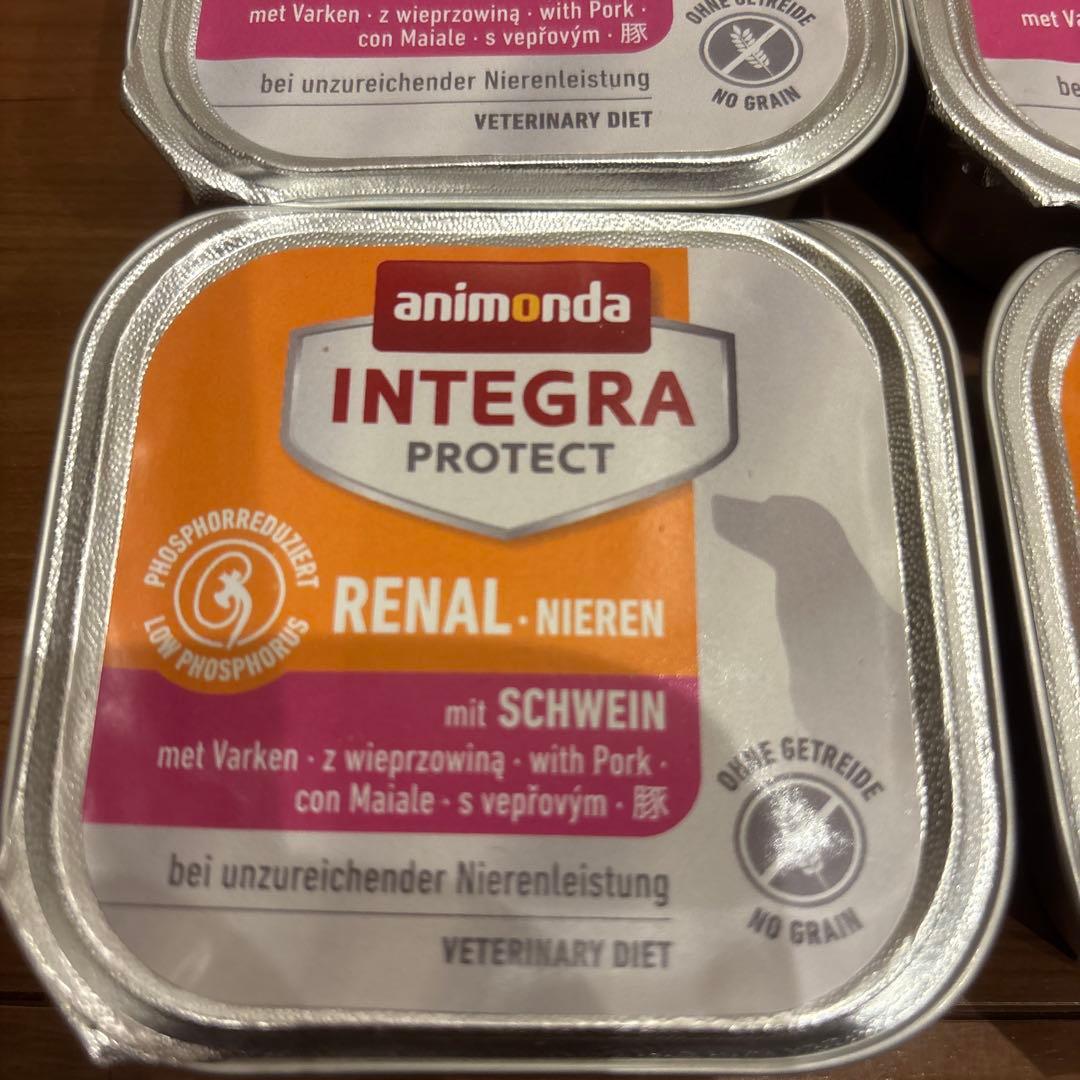 met Varken · z wieprzowiną · with Pork ·
con Maiale · s vepřovým · 豚
bei unzureichender Nierenleistung
VETERINARY DIET
OHNE GETREIDE
NO GRAIN
met
be
animonda
INTEGRA
PROTECT
PHOSPHORREDUZIERT
LOW PHOSPHORUS
RENAL · NIEREN
mit SCHWEIN
met Varken · z wieprzowiną · with Pork ·
con Maiale · s vepřovým · 豚
OHNE GETREIDE
NO GRAIN
bei unzureichender Nierenleistung
VETERINARY DIET